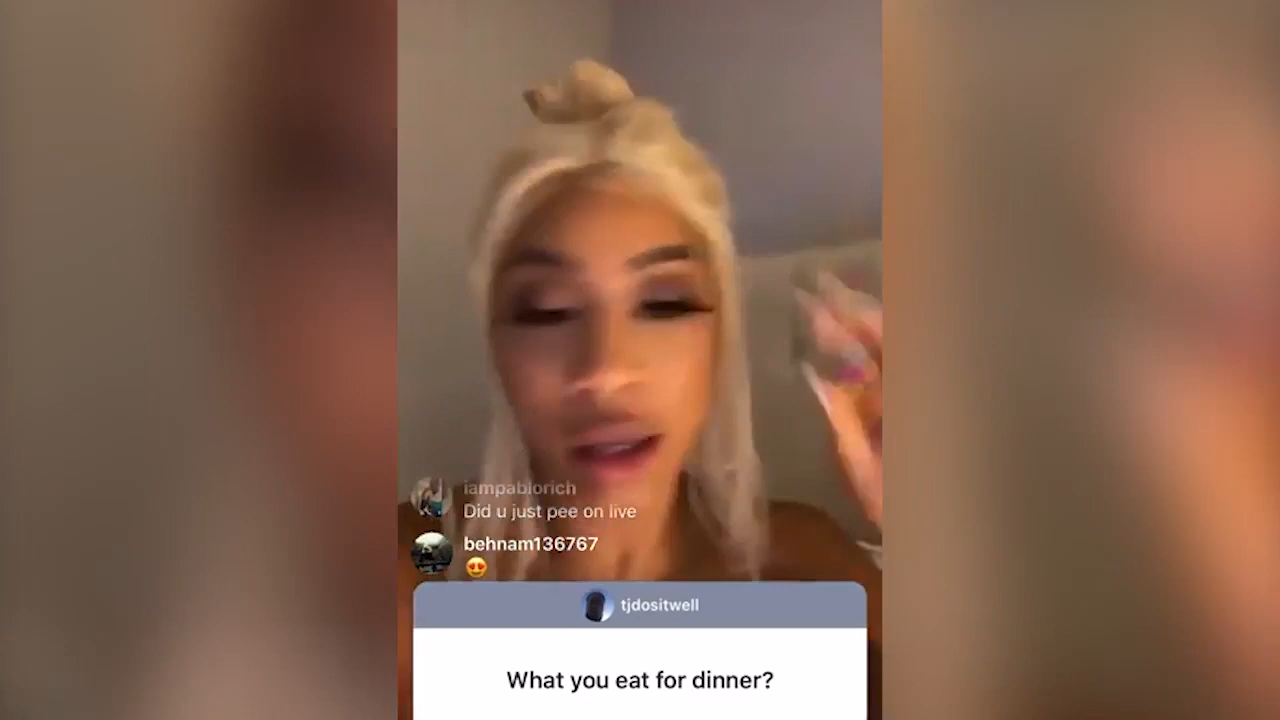 iampablorich
Did u just pee on live
behnam136767
😍
tjdositwell
What you eat for dinner?